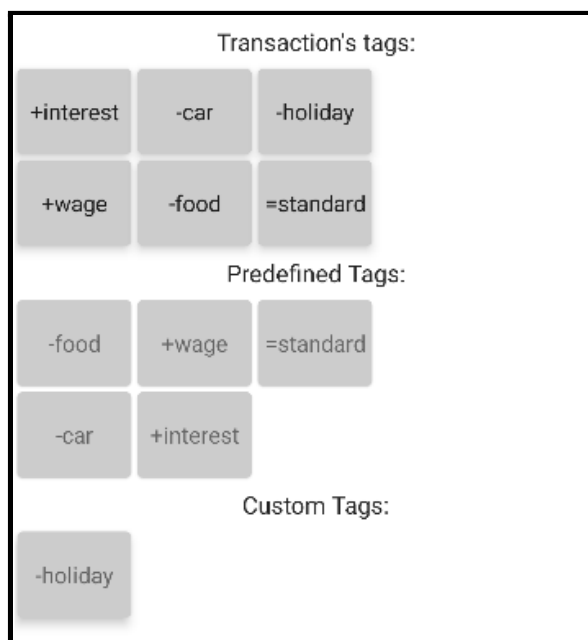 Transaction's tags:
+interest -car -holiday
+wage -food =standard
Predefined Tags:
-food +wage =standard
-car +interest
Custom Tags:
-holiday